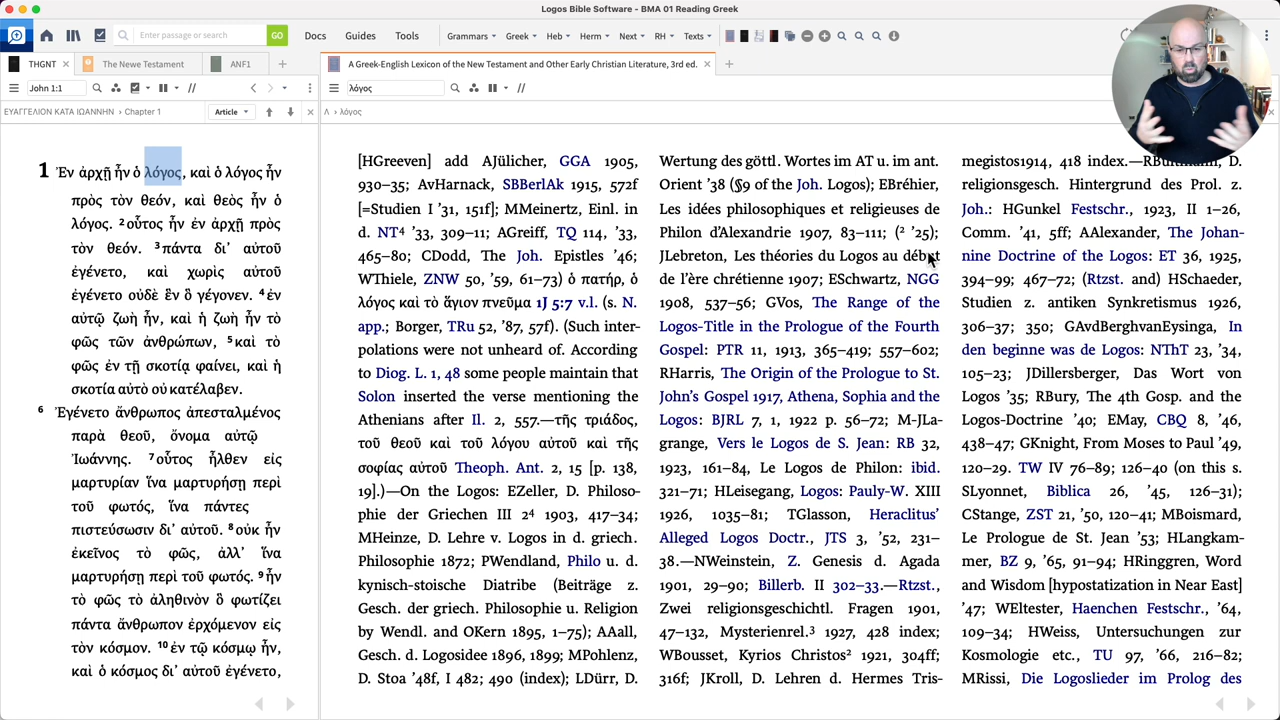 Logos Bible Software - BMA 01 Reading Greek
Enter passage or search
GO
Docs
Guides
Tools
Grammars
Greek
Heb
Herm
Next
RH
Texts
THGNT
The Newe Testament
ANF1
A Greek-English Lexicon of the New Testament and Other Early Christian Literature, 3rd ed.
John 1:1
λόγος
ΕΥΑΓΓΕΛΙΟΝ ΚΑΤΑ ΙΩΑΝΝΗΝ › Chapter 1
Article
Λ › λόγος
1 Ἐν ἀρχῇ ἦν ὁ λόγος, καὶ ὁ λόγος ἦν
πρὸς τὸν θεόν, καὶ θεὸς ἦν ὁ
λόγος. 2 οὗτος ἦν ἐν ἀρχῇ πρὸς
τὸν θεόν. 3 πάντα δι’ αὐτοῦ
ἐγένετο, καὶ χωρὶς αὐτοῦ
ἐγένετο οὐδὲ ἓν ὃ γέγονεν. 4 ἐν
αὐτῷ ζωὴ ἦν, καὶ ἡ ζωὴ ἦν τὸ
φῶς τῶν ἀνθρώπων, 5 καὶ τὸ
φῶς ἐν τῇ σκοτίᾳ φαίνει, καὶ ἡ
σκοτία αὐτὸ οὐ κατέλαβεν.
6 Ἐγένετο ἄνθρωπος ἀπεσταλμένος
παρὰ θεοῦ, ὄνομα αὐτῷ
Ἰωάννης. 7 οὗτος ἦλθεν εἰς
μαρτυρίαν ἵνα μαρτυρήσῃ περὶ
τοῦ φωτός, ἵνα πάντες
πιστεύσωσιν δι’ αὐτοῦ. 8 οὐκ ἦν
ἐκεῖνος τὸ φῶς, ἀλλ’ ἵνα
μαρτυρήσῃ περὶ τοῦ φωτός. 9 ἦν
τὸ φῶς τὸ ἀληθινὸν ὃ φωτίζει
πάντα ἄνθρωπον ἐρχόμενον εἰς
τὸν κόσμον. 10 ἐν τῷ κόσμῳ ἦν,
καὶ ὁ κόσμος δι’ αὐτοῦ ἐγένετο,
[HGreeven] add AJülicher, GGA 1905,
930–35; AvHarnack, SBBerlAk 1915, 572f
[=Studien I ’31, 151f]; MMeinertz, Einl. in
d. NT4 ’33, 309–11; AGreiff, TQ 114, ’33,
465–80; CDodd, The Joh. Epistles ’46;
WThiele, ZNW 50, ’59, 61–73) ὁ πατήρ, ὁ
λόγος καὶ τὸ ἅγιον πνεῦμα 1J 5:7 v.l. (s. N.
app.; Borger, TRu 52, ’87, 57f). (Such inter-
polations were not unheard of. According
to Diog. L. 1, 48 some people maintain that
Solon inserted the verse mentioning the
Athenians after Il. 2, 557.—τῆς τριάδος,
τοῦ θεοῦ καὶ τοῦ λόγου αὐτοῦ καὶ τῆς
σοφίας αὐτοῦ Theoph. Ant. 2, 15 [p. 138,
19].)—On the Logos: EZeller, D. Philoso-
phie der Griechen III 24 1903, 417–34;
MHeinze, D. Lehre v. Logos in d. griech.
Philosophie 1872; PWendland, Philo u. d.
kynisch-stoische Diatribe (Beiträge z.
Gesch. der griech. Philosophie u. Religion
by Wendl. and OKern 1895, 1–75); AAall,
Gesch. d. Logosidee 1896, 1899; MPohlenz,
D. Stoa ’48f, I 482; 490 (index); LDürr, D.
Wertung des göttl. Wortes im AT u. im ant.
Orient ’38 (§9 of the Joh. Logos); EBréhier,
Les idées philosophiques et religieuses de
Philon d’Alexandrie 1907, 83–111; (2 ’25);
JLebreton, Les théories du Logos au début
de l’ère chrétienne 1907; ESchwartz, NGG
1908, 537–56; GVos, The Range of the
Logos-Title in the Prologue of the Fourth
Gospel: PTR 11, 1913, 365–419; 557–602;
RHarris, The Origin of the Prologue to St.
John’s Gospel 1917, Athena, Sophia and the
Logos: BJRL 7, 1, 1922 p. 56–72; M-JLa-
grange, Vers le Logos de S. Jean: RB 32,
1923, 161–84, Le Logos de Philon: ibid.
321–71; HLeisegang, Logos: Pauly-W. XIII
1926, 1035–81; TGlasson, Heraclitus’
Alleged Logos Doctr., JTS 3, ’52, 231–
38.—NWeinstein, Z. Genesis d. Agada
1901, 29–90; Billerb. II 302–33.—Rtzst.,
Zwei religionsgeschichtl. Fragen 1901,
47–132, Mysterienrel.3 1927, 428 index;
WBousset, Kyrios Christos2 1921, 304ff;
316f; JKroll, D. Lehren d. Hermes Tris-
megistos1914, 418 index.—RBultmann, D.
religionsgesch. Hintergrund des Prol. z.
Joh.: HGunkel Festschr., 1923, II 1–26,
Comm. ’41, 5ff; AAlexander, The Johan-
nine Doctrine of the Logos: ET 36, 1925,
394–99; 467–72; (Rtzst. and) HSchaeder,
Studien z. antiken Synkretismus 1926,
306–37; 350; GAvdBerghvanEysinga, In
den beginne was de Logos: NThT 23, ’34,
105–23; JDillersberger, Das Wort von
Logos ’35; RBury, The 4th Gosp. and the
Logos-Doctrine ’40; EMay, CBQ 8, ’46,
438–47; GKnight, From Moses to Paul ’49,
120–29. TW IV 76–89; 126–40 (on this s.
SLyonnet, Biblica 26, ’45, 126–31);
CStange, ZST 21, ’50, 120–41; MBoismard,
Le Prologue de St. Jean ’53; HLangkam-
mer, BZ 9, ’65, 91–94; HRinggren, Word
and Wisdom [hypostatization in Near East]
’47; WEltester, Haenchen Festschr., ’64,
109–34; HWeiss, Untersuchungen zur
Kosmologie etc., TU 97, ’66, 216–82;
MRissi, Die Logoslieder im Prolog des